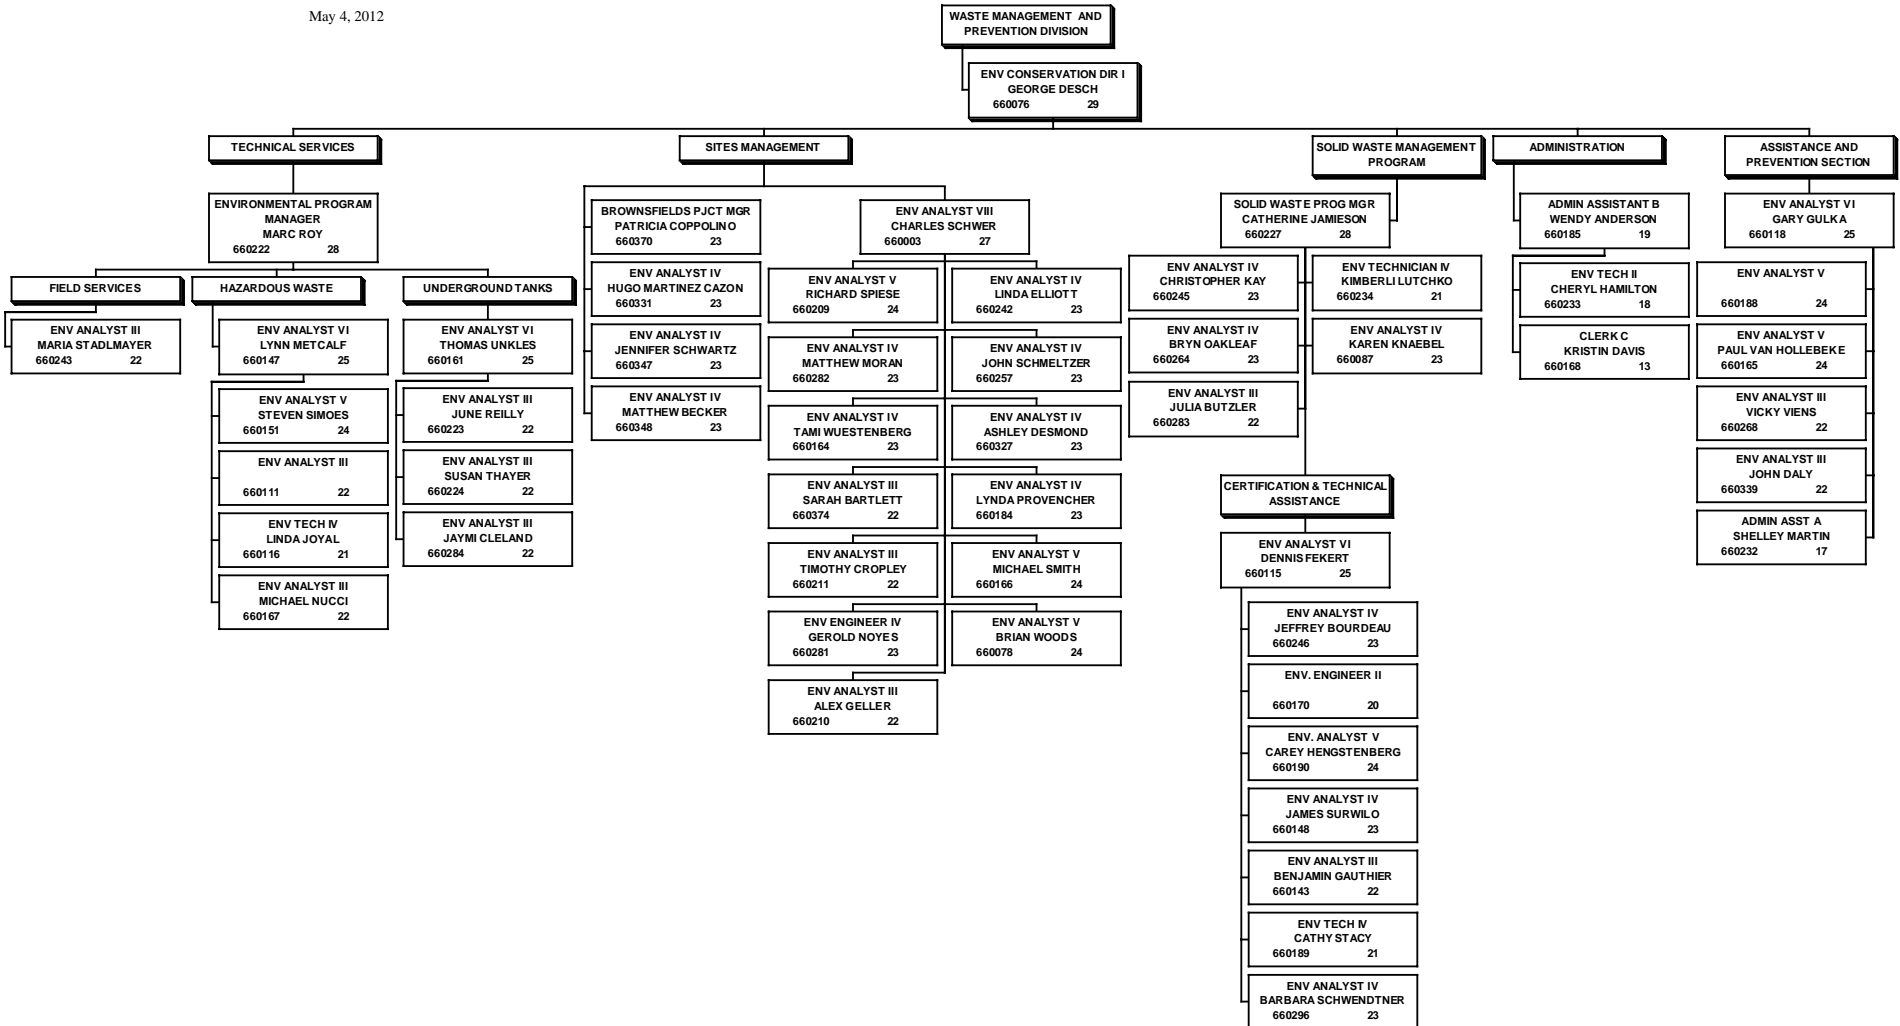 May 4, 2012
WASTE MANAGEMENT AND
PREVENTION DIVISION
ENV CONSERVATION DIR I
GEORGE DESCH
660076 29
TECHNICAL SERVICES
ENVIRONMENTAL PROGRAM
MANAGER
MARC ROY
660222 28
FIELD SERVICES
ENV ANALYST III
MARIA STADLMAYER
660243 22
HAZARDOUS WASTE
ENV ANALYST VI
LYNN METCALF
660147 25
ENV ANALYST V
STEVEN SIMOES
660151 24
ENV ANALYST III
660111 22
ENV TECH IV
LINDA JOYAL
660116 21
ENV ANALYST III
MICHAEL NUCCI
660167 22
UNDERGROUND TANKS
ENV ANALYST VI
THOMAS UNKLES
660161 25
ENV ANALYST III
JUNE REILLY
660223 22
ENV ANALYST III
SUSAN THAYER
660224 22
ENV ANALYST III
JAYMI CLELAND
660284 22
SITES MANAGEMENT
BROWNSFIELDS PJCT MGR
PATRICIA COPPOLINO
660370 23
ENV ANALYST IV
HUGO MARTINEZ CAZON
660331 23
ENV ANALYST IV
JENNIFER SCHWARTZ
660347 23
ENV ANALYST IV
MATTHEW BECKER
660348 23
ENV ANALYST VIII
CHARLES SCHWER
660003 27
ENV ANALYST V
RICHARD SPIESE
660209 24
ENV ANALYST IV
LINDA ELLIOTT
660242 23
ENV ANALYST IV
MATTHEW MORAN
660282 23
ENV ANALYST IV
JOHN SCHMELTZER
660257 23
ENV ANALYST IV
TAMI WUESTENBERG
660164 23
ENV ANALYST IV
ASHLEY DESMOND
660327 23
ENV ANALYST III
SARAH BARTLETT
660374 22
ENV ANALYST IV
LYNDA PROVENCHER
660184 23
ENV ANALYST III
TIMOTHY CROPLEY
660211 22
ENV ANALYST V
MICHAEL SMITH
660166 24
ENV ENGINEER IV
GEROLD NOYES
660281 23
ENV ANALYST V
BRIAN WOODS
660078 24
ENV ANALYST III
ALEX GELLER
660210 22
SOLID WASTE MANAGEMENT
PROGRAM
SOLID WASTE PROG MGR
CATHERINE JAMIESON
660227 28
ENV ANALYST IV
CHRISTOPHER KAY
660245 23
ENV TECHNICIAN IV
KIMBERLI LUTCHKO
660234 21
ENV ANALYST IV
BRYN OAKLEAF
660264 23
ENV ANALYST IV
KAREN KNAEBEL
660087 23
ENV ANALYST III
JULIA BUTZLER
660283 22
CERTIFICATION & TECHNICAL
ASSISTANCE
ENV ANALYST VI
DENNIS FEKERT
660115 25
ENV ANALYST IV
JEFFREY BOURDEAU
660246 23
ENV. ENGINEER II
660170 20
ENV. ANALYST V
CAREY HENGSTENBERG
660190 24
ENV ANALYST IV
JAMES SURWILO
660148 23
ENV ANALYST III
BENJAMIN GAUTHIER
660143 22
ENV TECH IV
CATHY STACY
660189 21
ENV ANALYST IV
BARBARA SCHWENDTNER
660296 23
ADMINISTRATION
ADMIN ASSISTANT B
WENDY ANDERSON
660185 19
ENV TECH II
CHERYL HAMILTON
660233 18
CLERK C
KRISTIN DAVIS
660168 13
ASSISTANCE AND
PREVENTION SECTION
ENV ANALYST VI
GARY GULKA
660118 25
ENV ANALYST V
660188 24
ENV ANALYST V
PAUL VAN HOLLEBEKE
660165 24
ENV ANALYST III
VICKY VIENS
660268 22
ENV ANALYST III
JOHN DALY
660339 22
ADMIN ASST A
SHELLEY MARTIN
660232 17